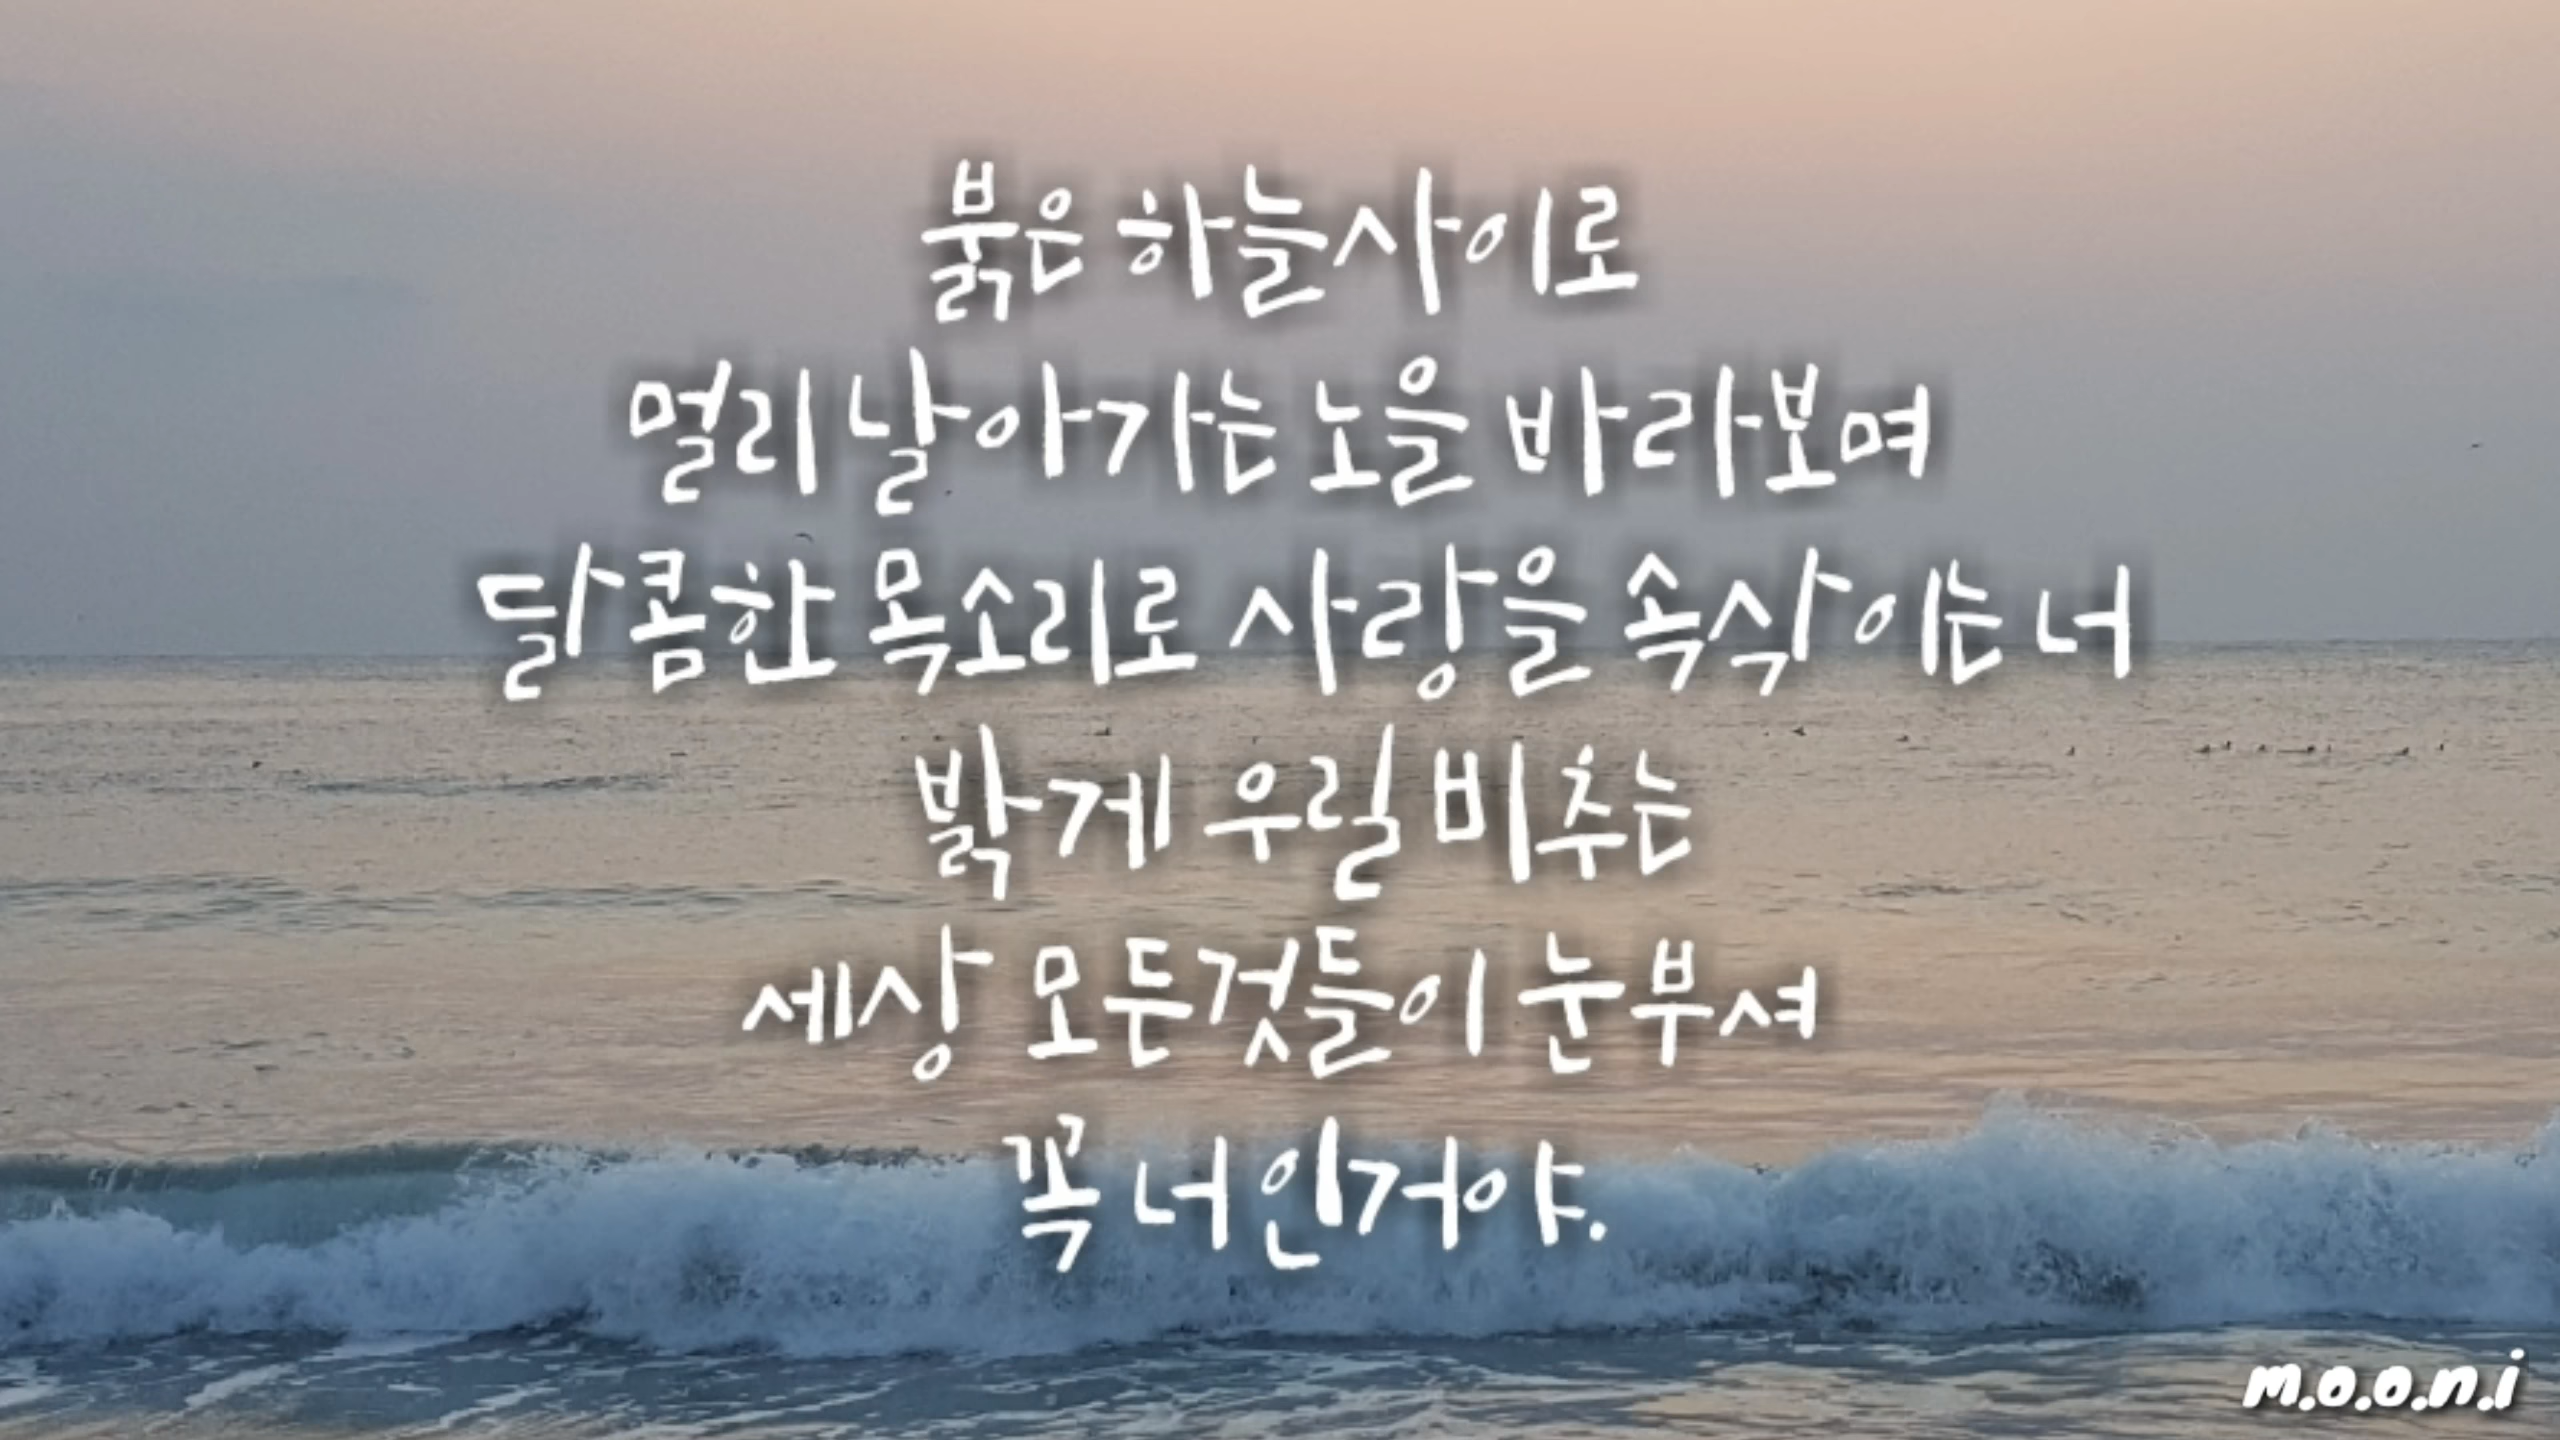 붉은 하늘사이로
멀리 날아가는 노을 바라보며
달콤한 목소리로 사랑을 속삭이는 너
밝게 우릴 비추는
세상 모든것들이 눈부셔
꼭 너인거야.
m.o.o.n.i